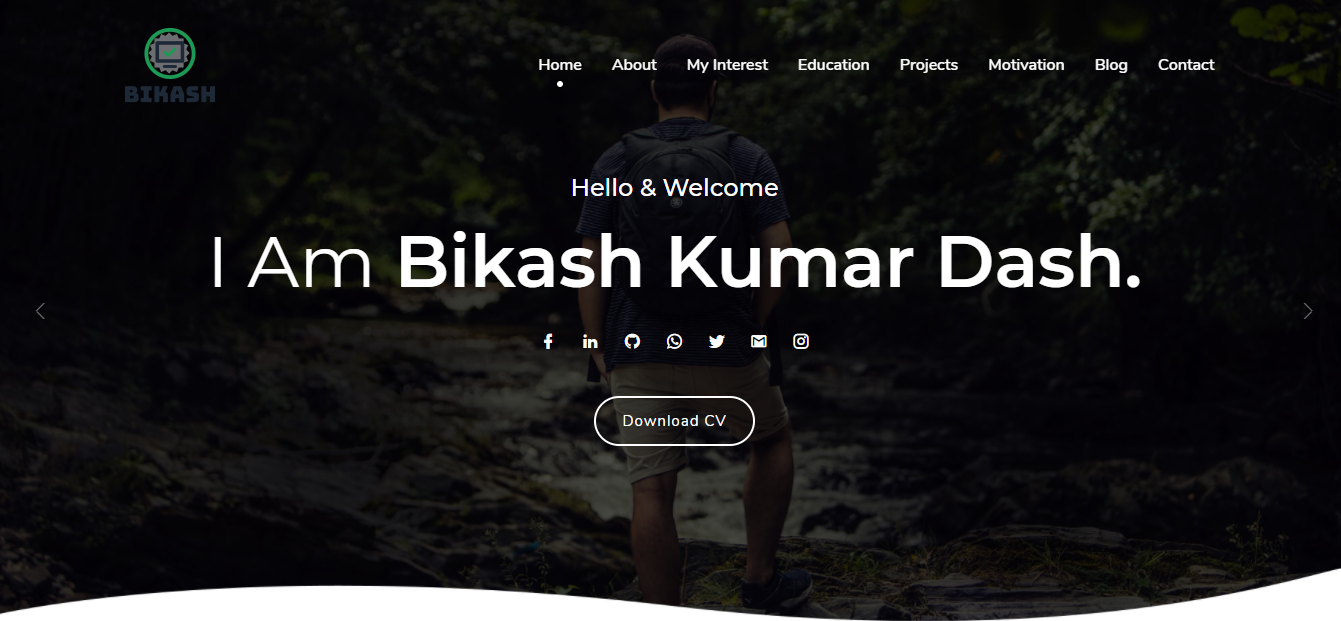 BIKASH
Home About My Interest Education Projects Motivation Blog Contact
Hello & Welcome
I Am Bikash Kumar Dash.
Download CV